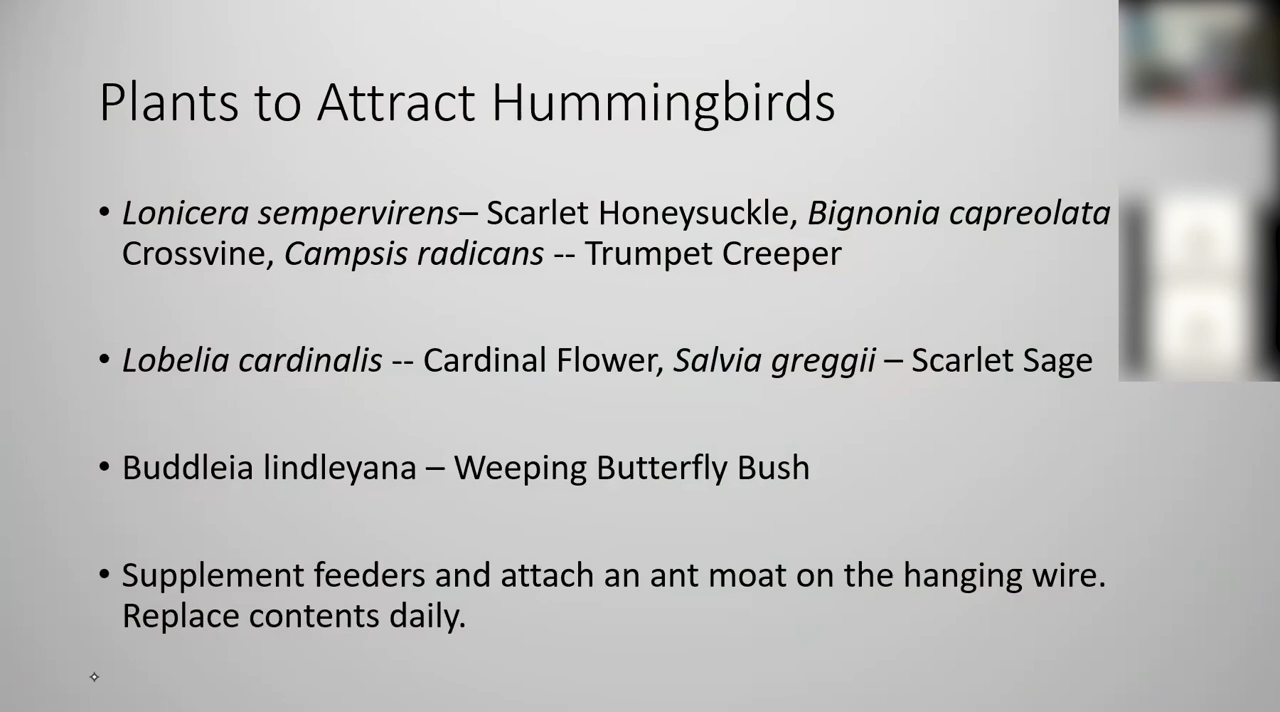 Plants to Attract Hummingbirds
• Lonicera sempervirens– Scarlet Honeysuckle, Bignonia capreolata
Crossvine, Campsis radicans -- Trumpet Creeper
• Lobelia cardinalis -- Cardinal Flower, Salvia greggii – Scarlet Sage
• Buddleia lindleyana – Weeping Butterfly Bush
• Supplement feeders and attach an ant moat on the hanging wire.
Replace contents daily.